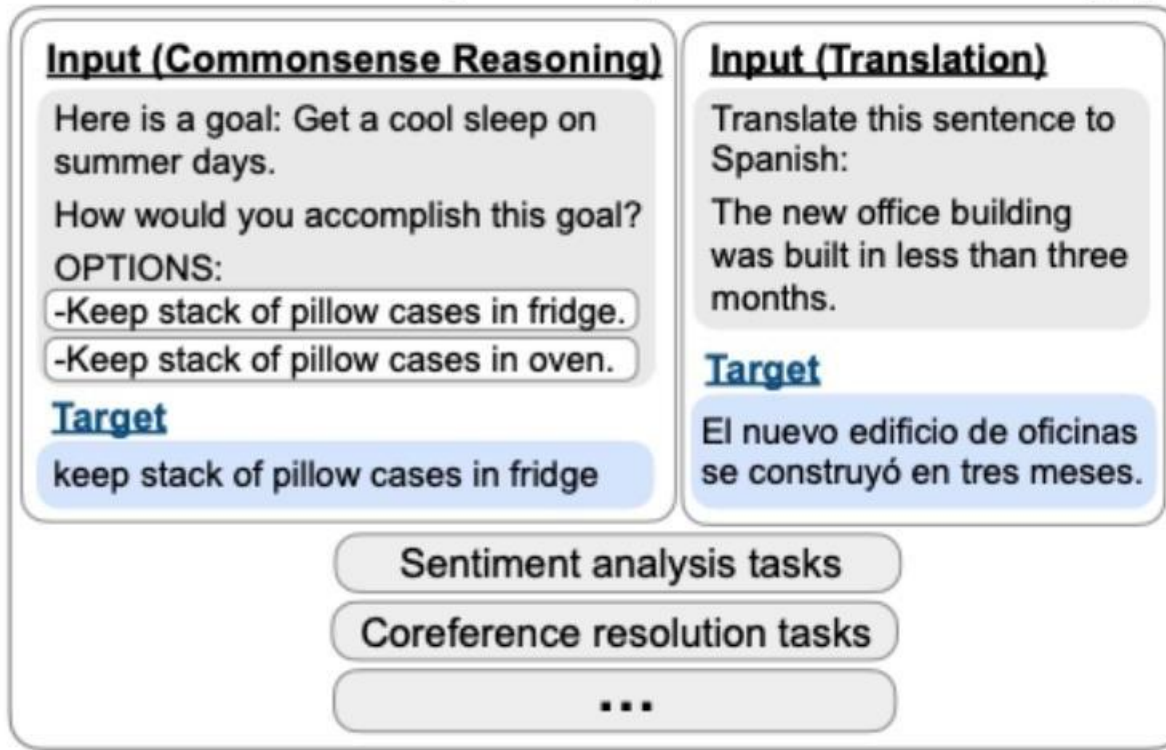 Input (Commonsense Reasoning)
Here is a goal: Get a cool sleep on
summer days.
How would you accomplish this goal?
OPTIONS:
-Keep stack of pillow cases in fridge.
-Keep stack of pillow cases in oven.
Target
keep stack of pillow cases in fridge
Input (Translation)
Translate this sentence to
Spanish:
The new office building
was built in less than three
months.
Target
El nuevo edificio de oficinas
se construyó en tres meses.
Sentiment analysis tasks
Coreference resolution tasks
...